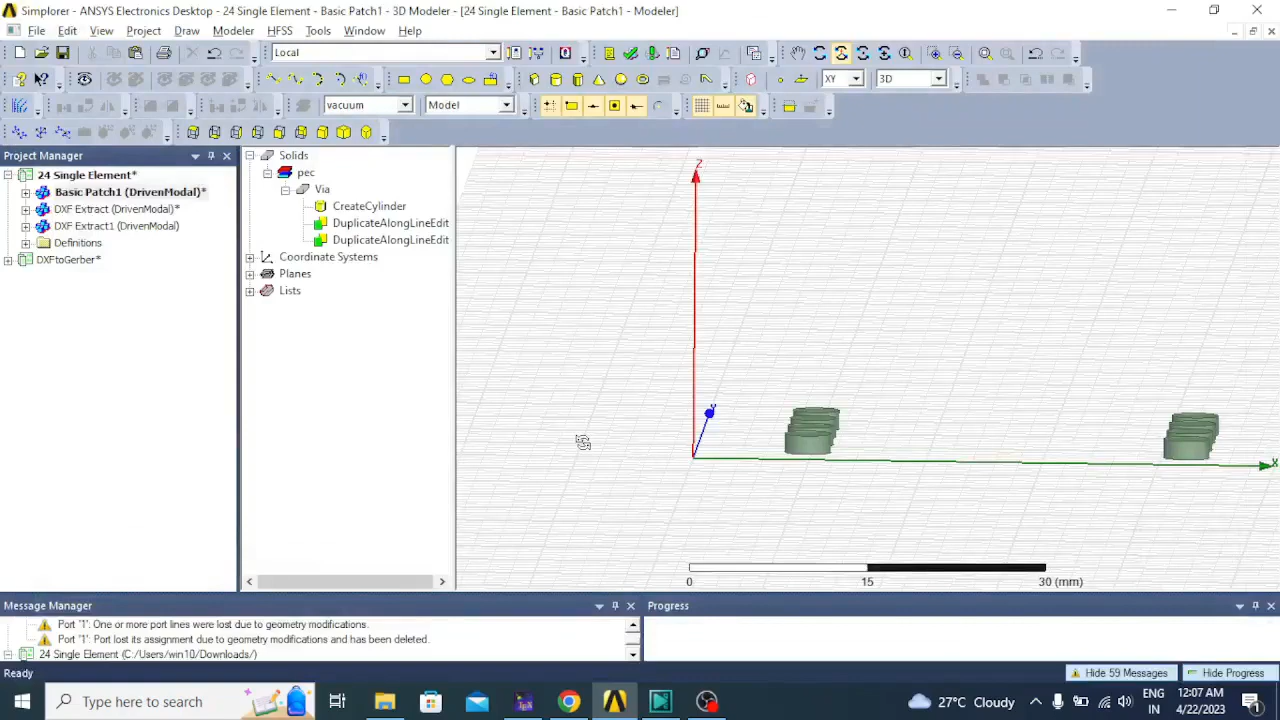 Simplorer - ANSYS Electronics Desktop - 24 Single Element - Basic Patch1 - 3D Modeler - [24 Single Element - Basic Patch1 - Modeler]
File Edit View Project Draw Modeler HFSS Tools Window Help
Local
XY 3D
vacuum Model
Project Manager
24 Single Element*
Basic Patch1 (DrivenModal)*
DXF Extract (DrivenModal)*
DXF Extract1 (DrivenModal)
Definitions
DXFtoGerber*
Solids
pec
Via
CreateCylinder
DuplicateAlongLineEdit
DuplicateAlongLineEdit
Coordinate Systems
Planes
Lists
Z
Y
X
0 15 30 (mm)
Message Manager
Port "1": One or more port lines were lost due to geometry modifications.
Port "1": Port lost its assignment due to geometry modifications and has been deleted.
24 Single Element (C:/Users/win10/Downloads/)
Progress
Ready
Hide 59 Messages Hide Progress
Type here to search
27°C Cloudy
ENG
IN
12:07 AM
4/22/2023